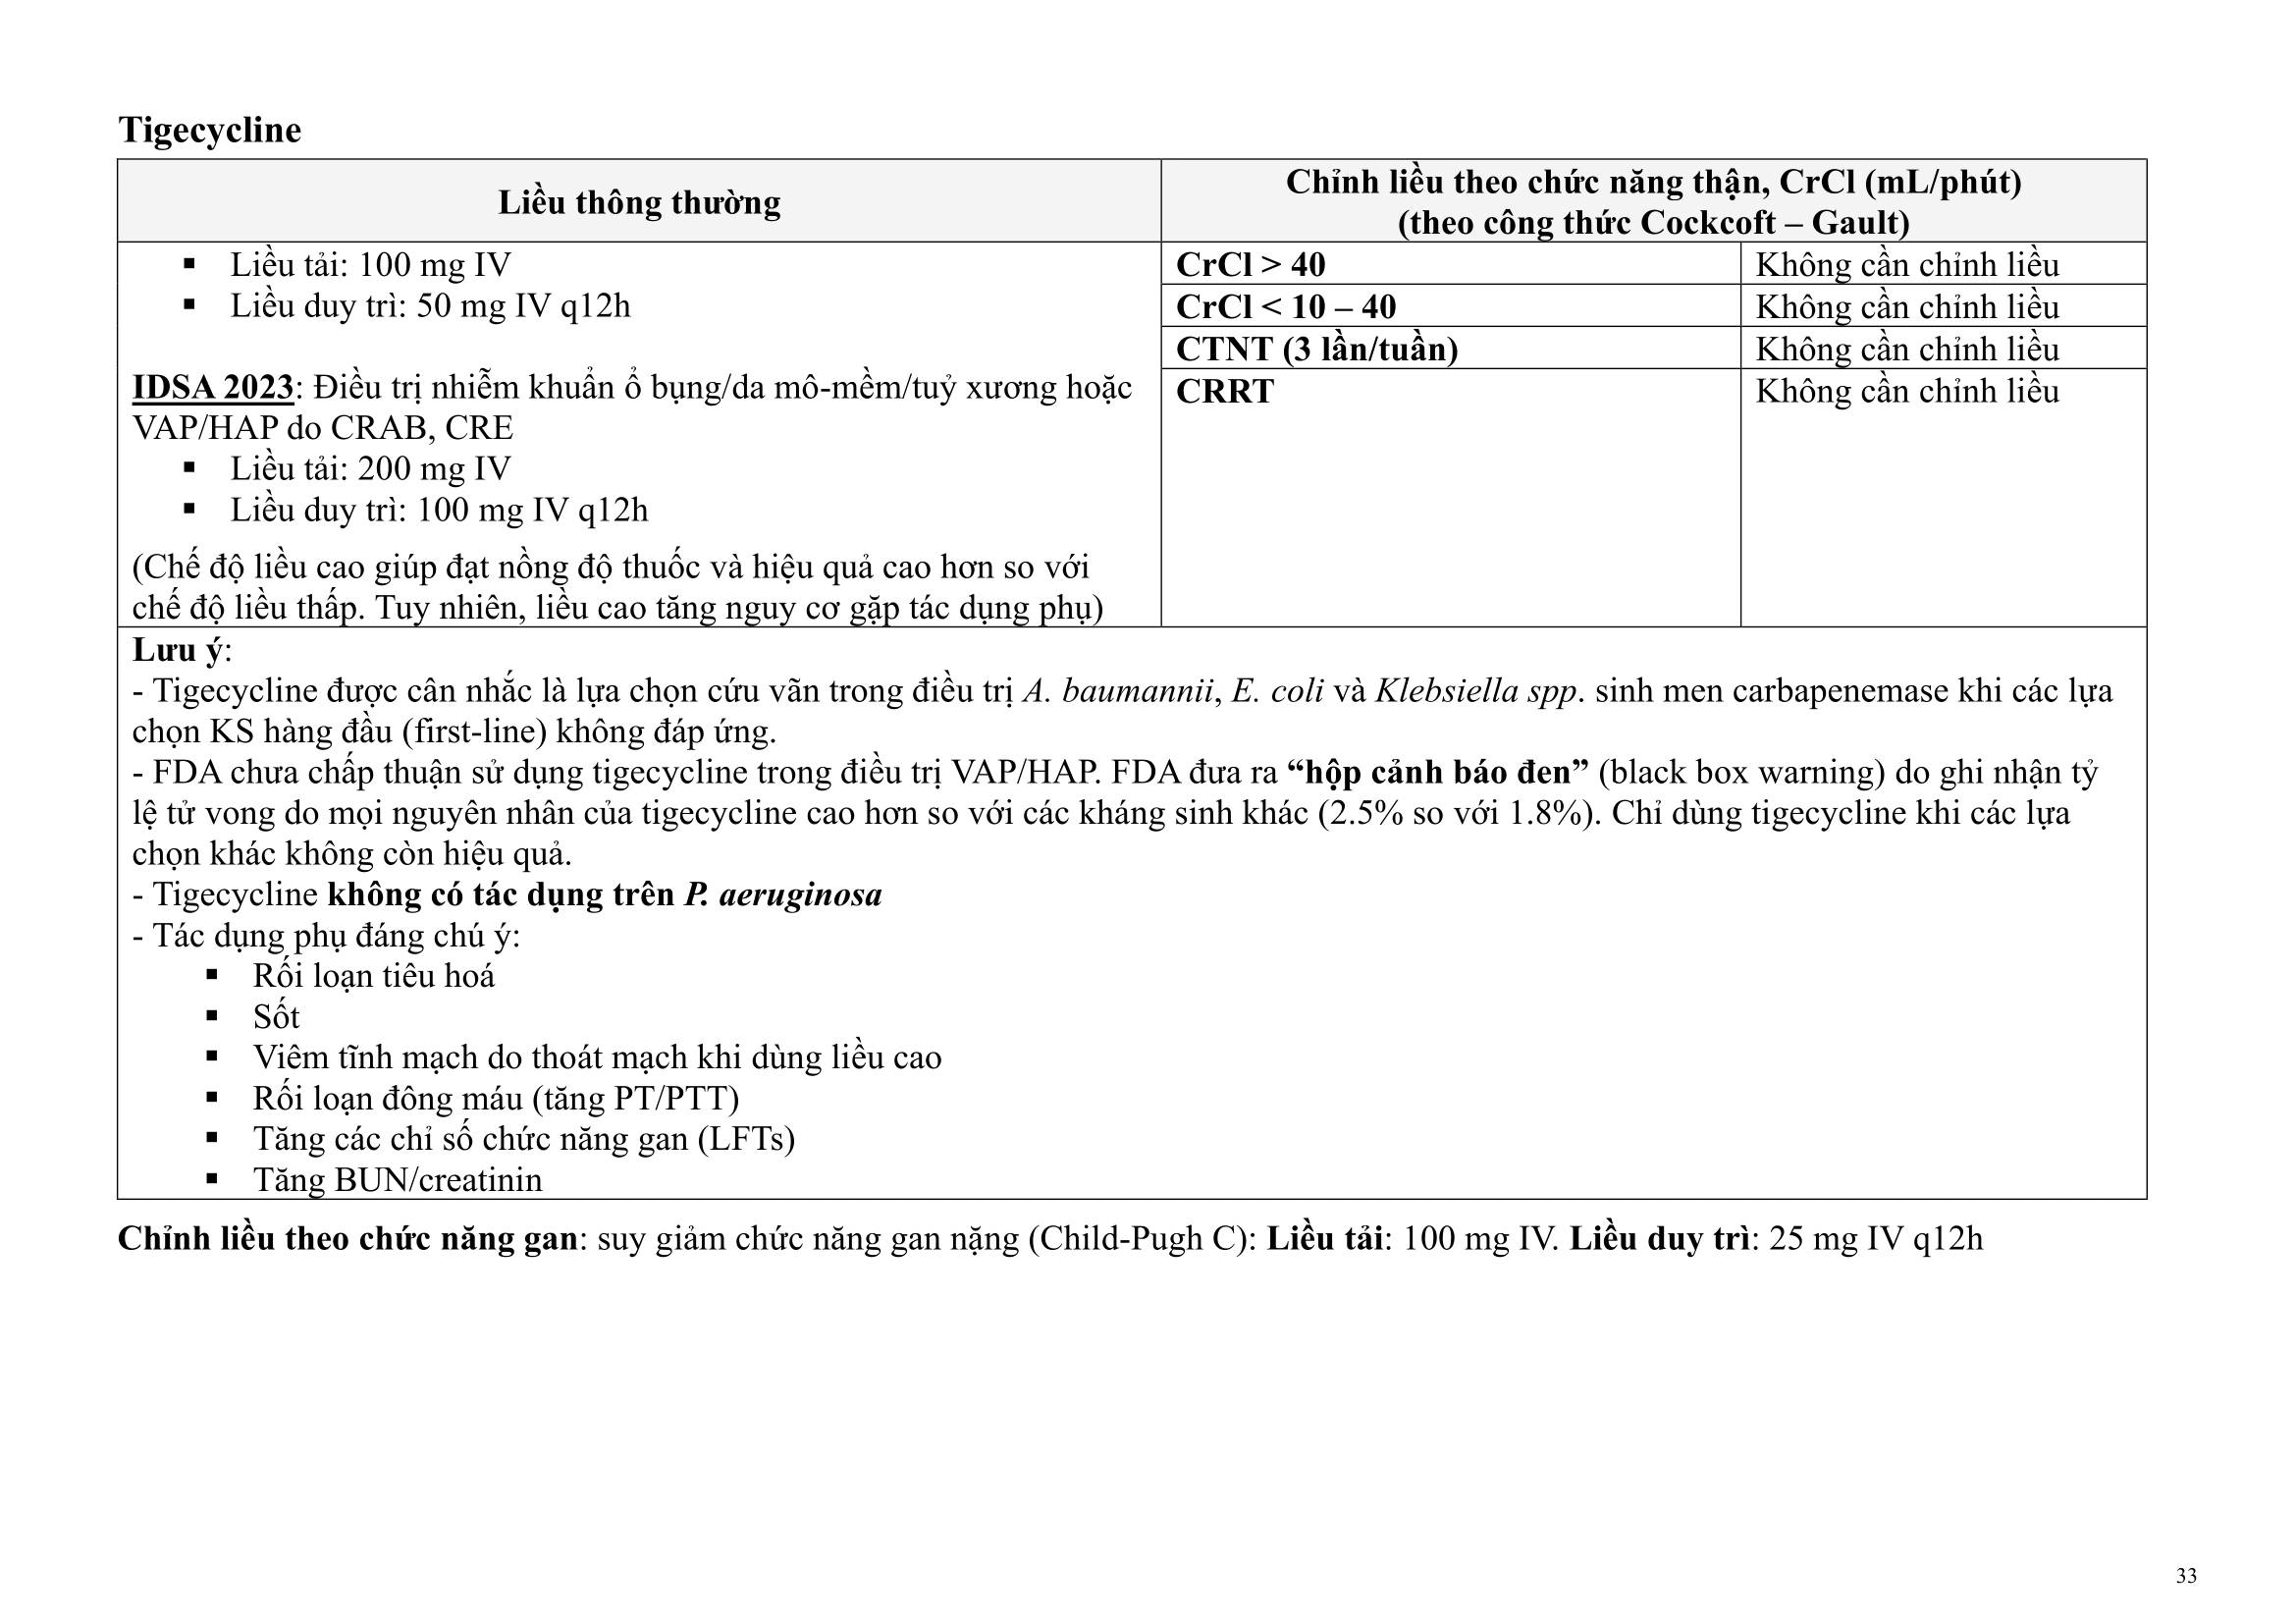 Tigecycline
Liều thông thường
Chỉnh liều theo chức năng thận, CrCl (mL/phút)
(theo công thức Cockcoft – Gault)
▪ Liều tải: 100 mg IV
▪ Liều duy trì: 50 mg IV q12h
IDSA 2023: Điều trị nhiễm khuẩn ổ bụng/da mô-mềm/tuỷ xương hoặc
VAP/HAP do CRAB, CRE
▪ Liều tải: 200 mg IV
▪ Liều duy trì: 100 mg IV q12h
(Chế độ liều cao giúp đạt nồng độ thuốc và hiệu quả cao hơn so với
chế độ liều thấp. Tuy nhiên, liều cao tăng nguy cơ gặp tác dụng phụ)
CrCl > 40 Không cần chỉnh liều
CrCl < 10 – 40 Không cần chỉnh liều
CTNT (3 lần/tuần) Không cần chỉnh liều
CRRT Không cần chỉnh liều
Lưu ý:
- Tigecycline được cân nhắc là lựa chọn cứu vãn trong điều trị A. baumannii, E. coli và Klebsiella spp. sinh men carbapenemase khi các lựa
chọn KS hàng đầu (first-line) không đáp ứng.
- FDA chưa chấp thuận sử dụng tigecycline trong điều trị VAP/HAP. FDA đưa ra “hộp cảnh báo đen” (black box warning) do ghi nhận tỷ
lệ tử vong do mọi nguyên nhân của tigecycline cao hơn so với các kháng sinh khác (2.5% so với 1.8%). Chỉ dùng tigecycline khi các lựa
chọn khác không còn hiệu quả.
- Tigecycline không có tác dụng trên P. aeruginosa
- Tác dụng phụ đáng chú ý:
▪ Rối loạn tiêu hoá
▪ Sốt
▪ Viêm tĩnh mạch do thoát mạch khi dùng liều cao
▪ Rối loạn đông máu (tăng PT/PTT)
▪ Tăng các chỉ số chức năng gan (LFTs)
▪ Tăng BUN/creatinin
Chỉnh liều theo chức năng gan: suy giảm chức năng gan nặng (Child-Pugh C): Liều tải: 100 mg IV. Liều duy trì: 25 mg IV q12h
33